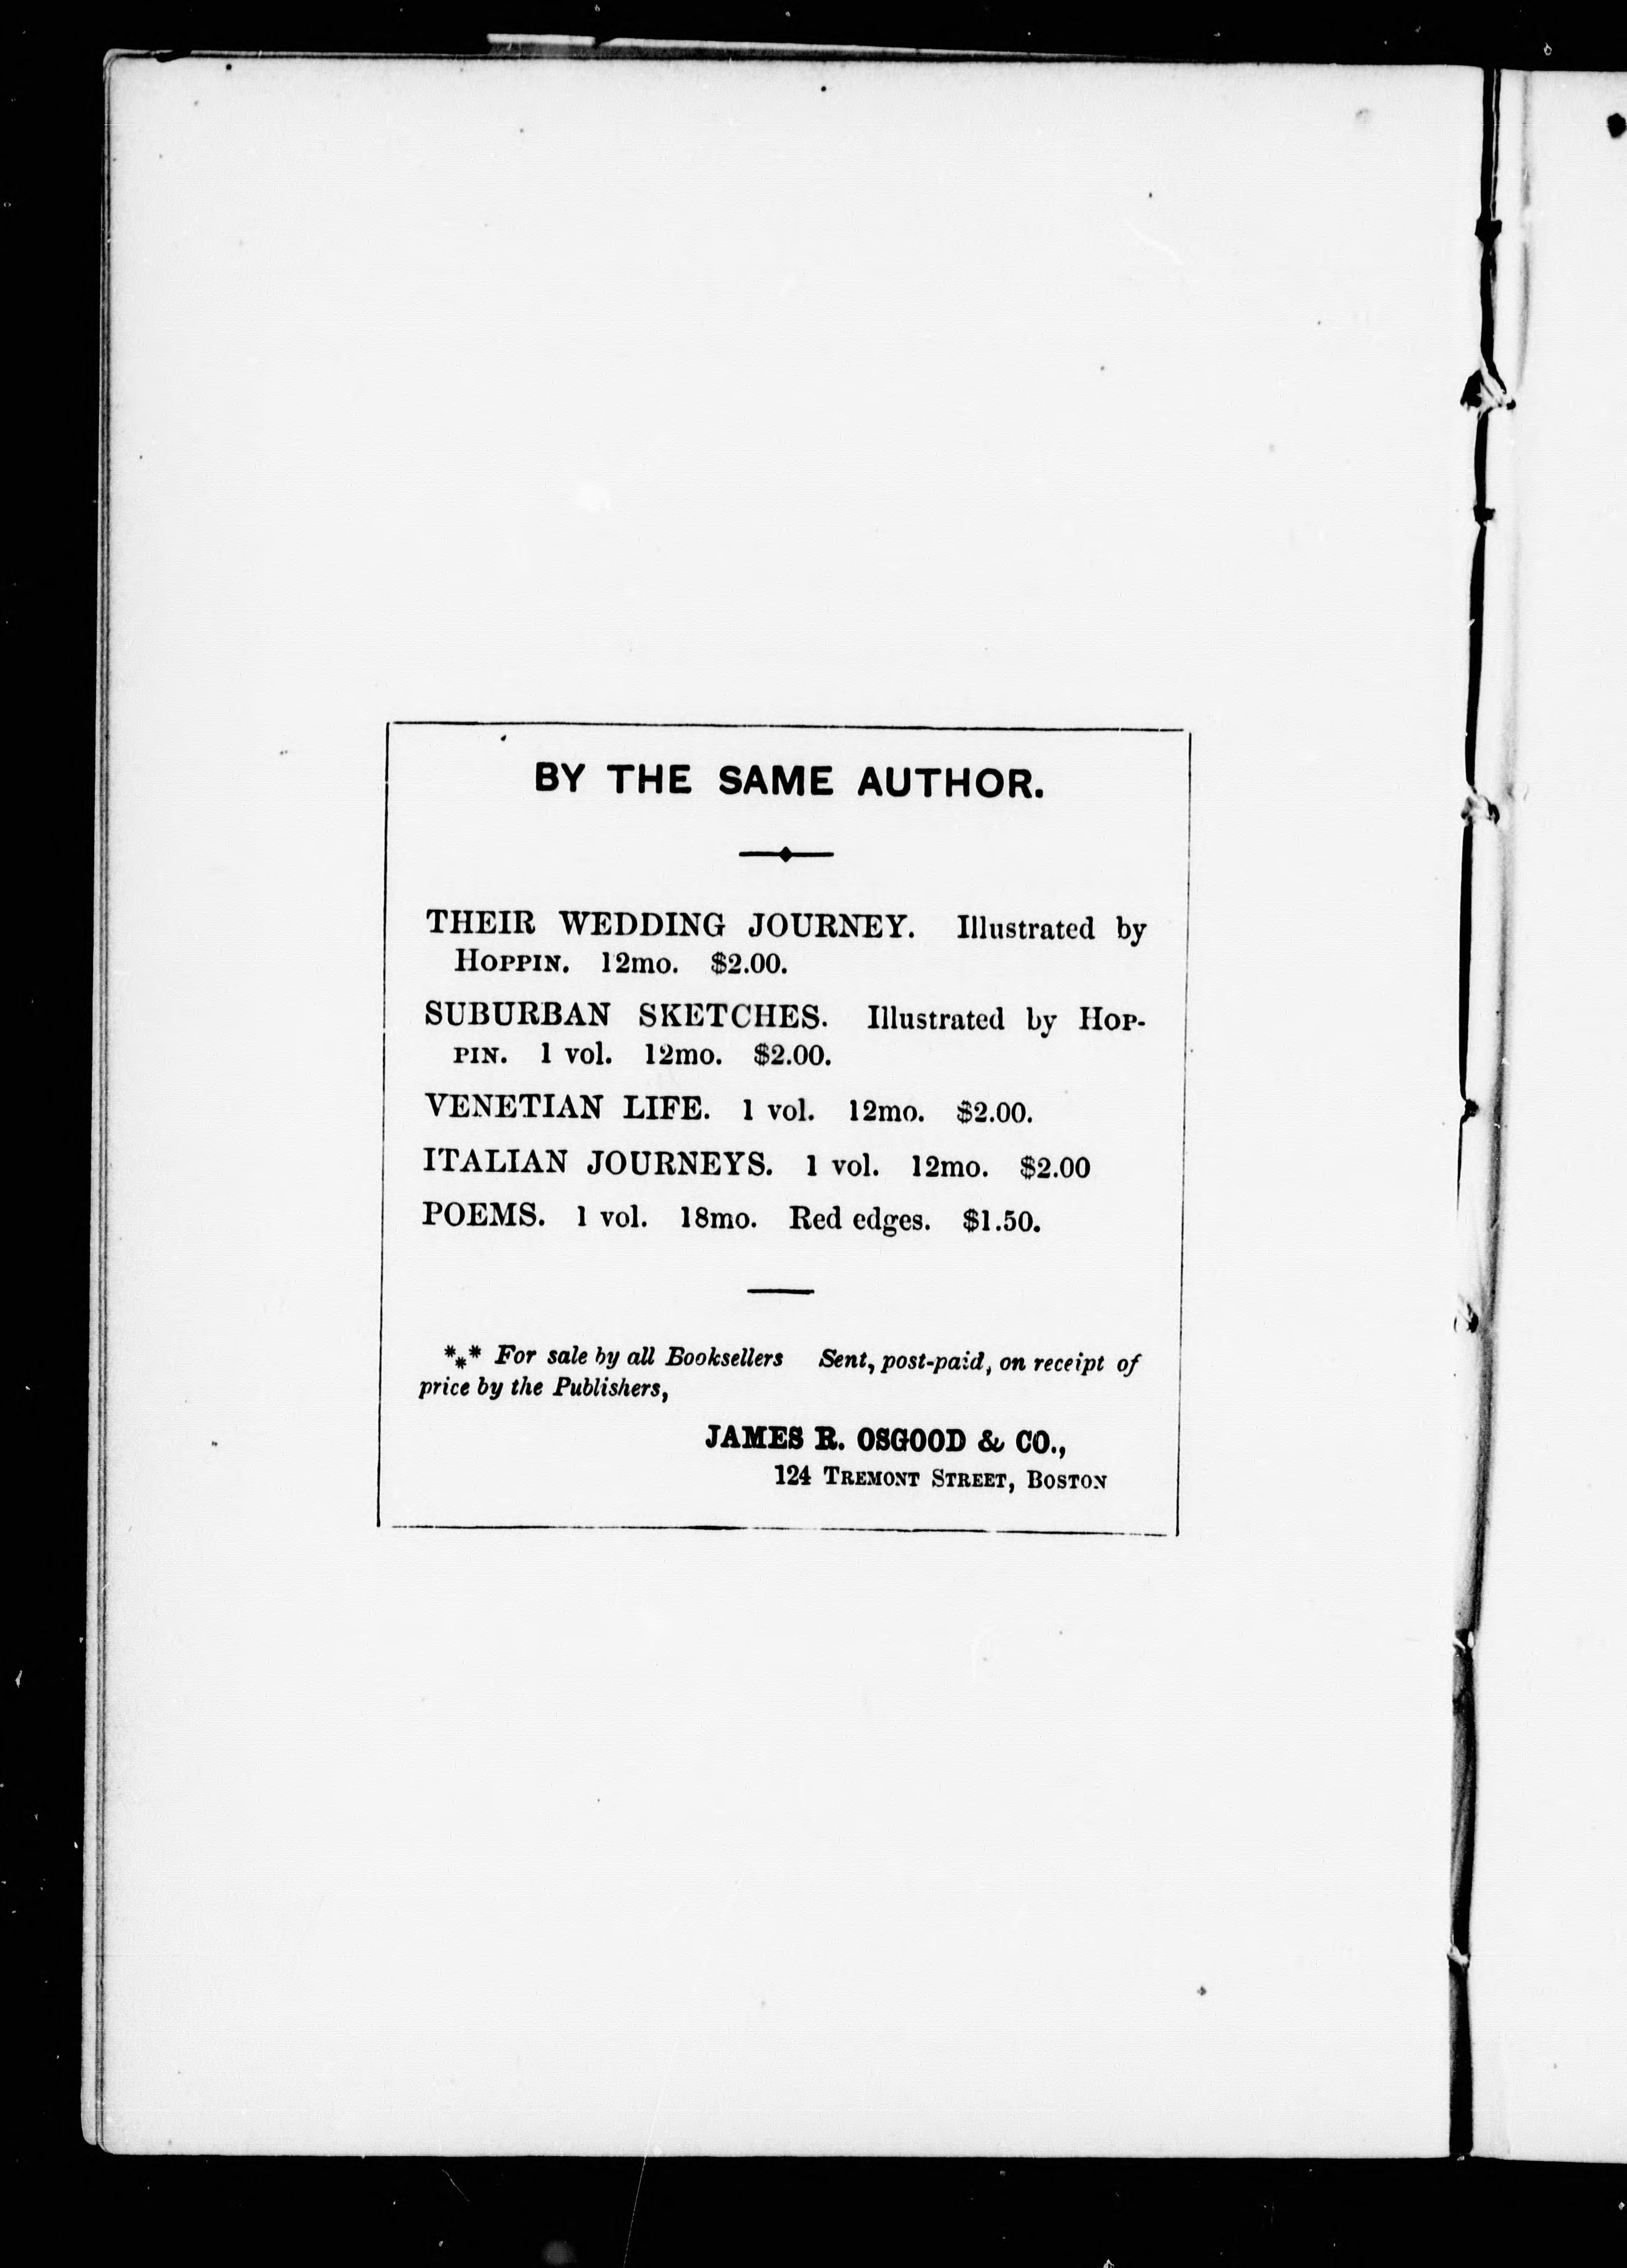 BY THE SAME AUTHOR.
THEIR WEDDING JOURNEY. Illustrated by
HOPPIN. 12mo. $2.00.
SUBURBAN SKETCHES. Illustrated by HOP-
PIN. 1 vol. 12mo. $2.00.
VENETIAN LIFE. 1 vol. 12mo. $2.00.
ITALIAN JOURNEYS. 1 vol. 12mo. $2.00
POEMS. 1 vol. 18mo. Red edges. $1.50.
*** For sale by all Booksellers Sent, post-paid, on receipt of
price by the Publishers,
JAMES R. OSGOOD & CO.,
124 TREMONT STREET, BOSTON